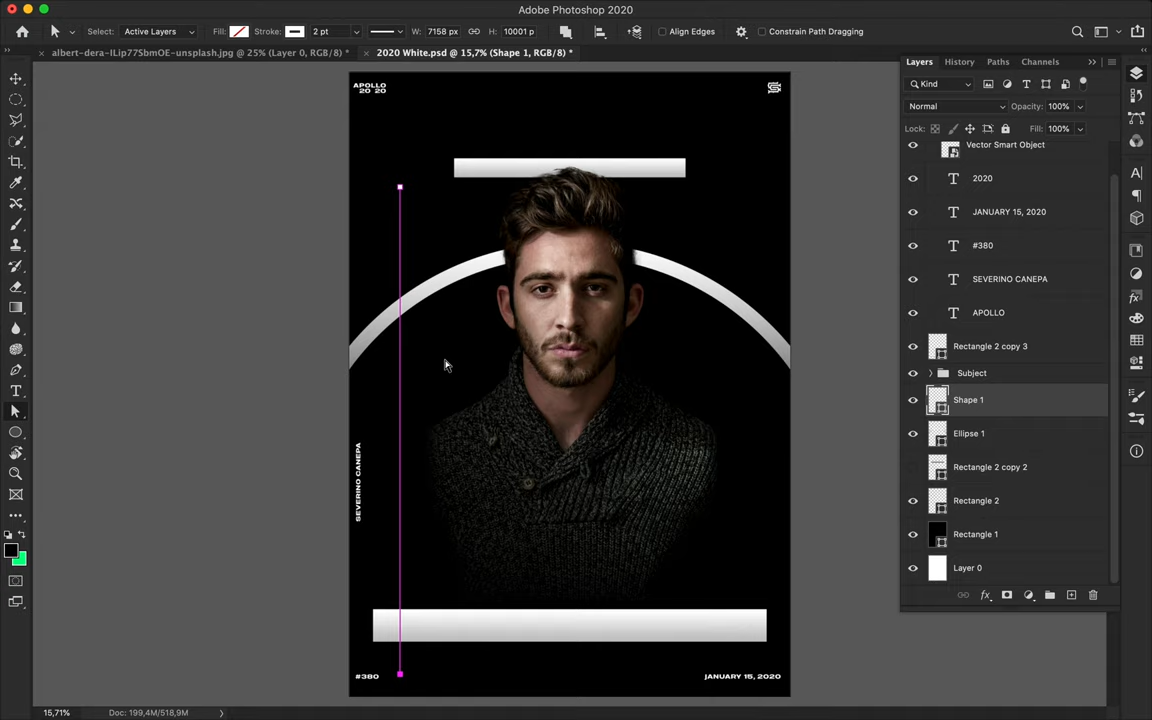 Adobe Photoshop 2020
Select: Active Layers Fill: Stroke: 2 pt W: 7158 px H: 10001 p Align Edges Constrain Path Dragging
albert-dera-ILip77SbmOE-unsplash.jpg @ 25% (Layer 0, RGB/8) *
2020 White.psd @ 15,7% (Shape 1, RGB/8) *
Layers History Paths Channels
Kind
Normal Opacity: 100%
Lock: Fill: 100%
Vector Smart Object
T 2020
T JANUARY 15, 2020
T #380
T SEVERINO CANEPA
T APOLLO
Rectangle 2 copy 3
Subject
Shape 1
Ellipse 1
Rectangle 2 copy 2
Rectangle 2
Rectangle 1
Layer 0
fx
APOLLO
20 20
SEVERINO CANEPA
#380
JANUARY 15, 2020
15,71% Doc: 199,4M/518,9M